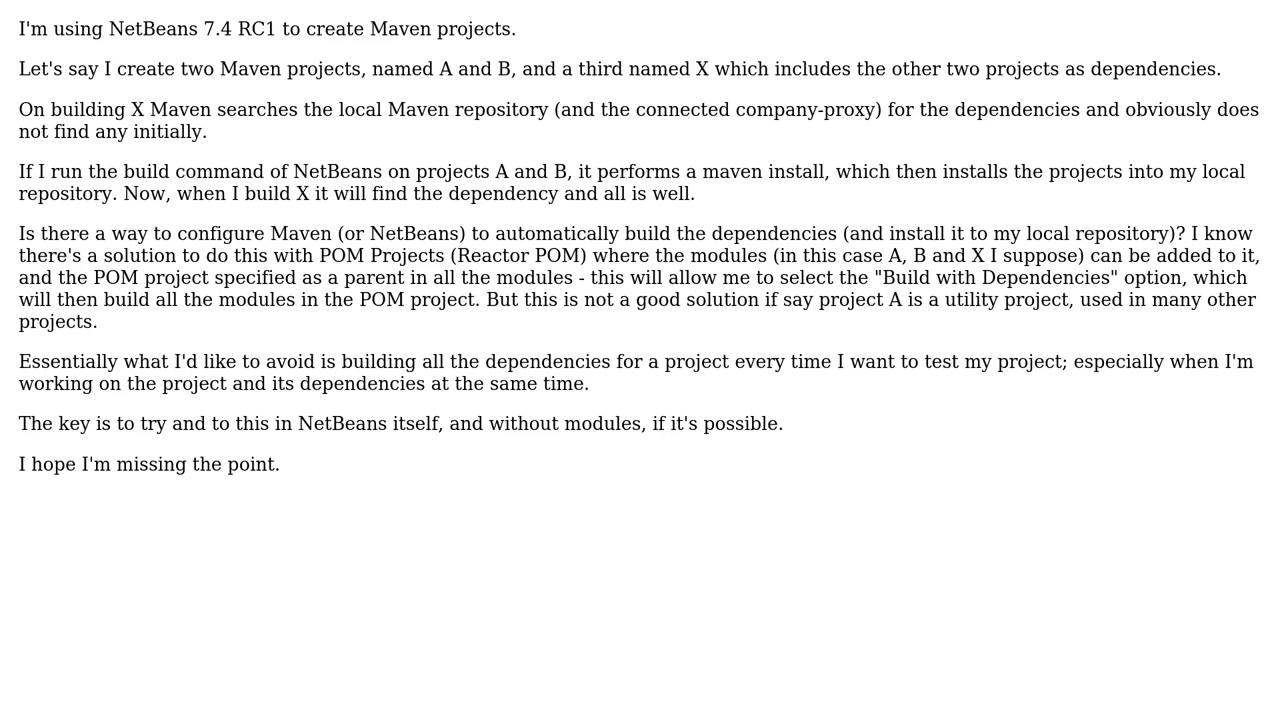 I'm using NetBeans 7.4 RC1 to create Maven projects.
Let's say I create two Maven projects, named A and B, and a third named X which includes the other two projects as dependencies.
On building X Maven searches the local Maven repository (and the connected company-proxy) for the dependencies and obviously does
not find any initially.
If I run the build command of NetBeans on projects A and B, it performs a maven install, which then installs the projects into my local
repository. Now, when I build X it will find the dependency and all is well.
Is there a way to configure Maven (or NetBeans) to automatically build the dependencies (and install it to my local repository)? I know
there's a solution to do this with POM Projects (Reactor POM) where the modules (in this case A, B and X I suppose) can be added to it,
and the POM project specified as a parent in all the modules - this will allow me to select the "Build with Dependencies" option, which
will then build all the modules in the POM project. But this is not a good solution if say project A is a utility project, used in many other
projects.
Essentially what I'd like to avoid is building all the dependencies for a project every time I want to test my project; especially when I'm
working on the project and its dependencies at the same time.
The key is to try and to this in NetBeans itself, and without modules, if it's possible.
I hope I'm missing the point.